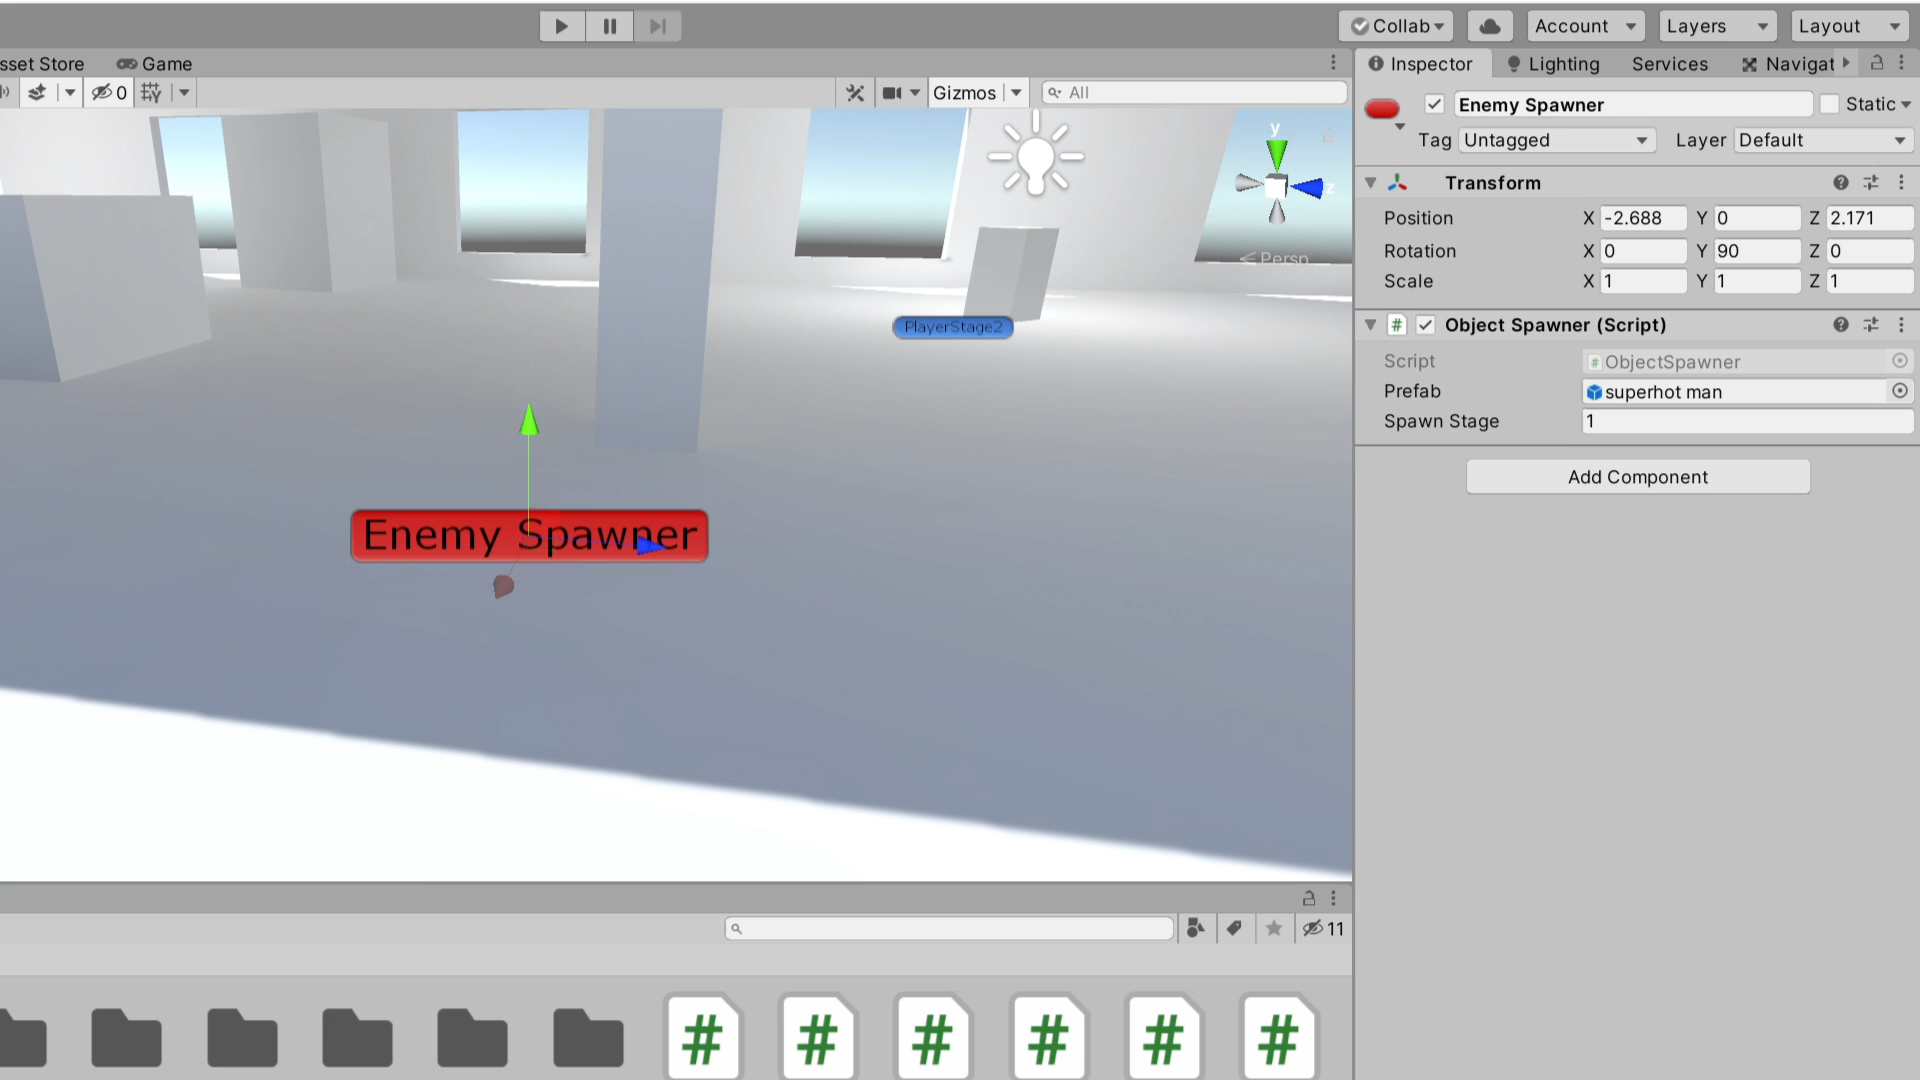 Collab
Account
Layers
Layout
sset Store
Game
Inspector
Lighting
Services
Navigat
0
Gizmos
All
Enemy Spawner
Static
Tag Untagged
Layer Default
y
z
Persp
Transform
Position X -2.688 Y 0 Z 2.171
Rotation X 0 Y 90 Z 0
Scale X 1 Y 1 Z 1
PlayerStage2
# Object Spawner (Script)
Script # ObjectSpawner
Prefab superhot man
Spawn Stage 1
Add Component
Enemy Spawner
11
# # # # # #